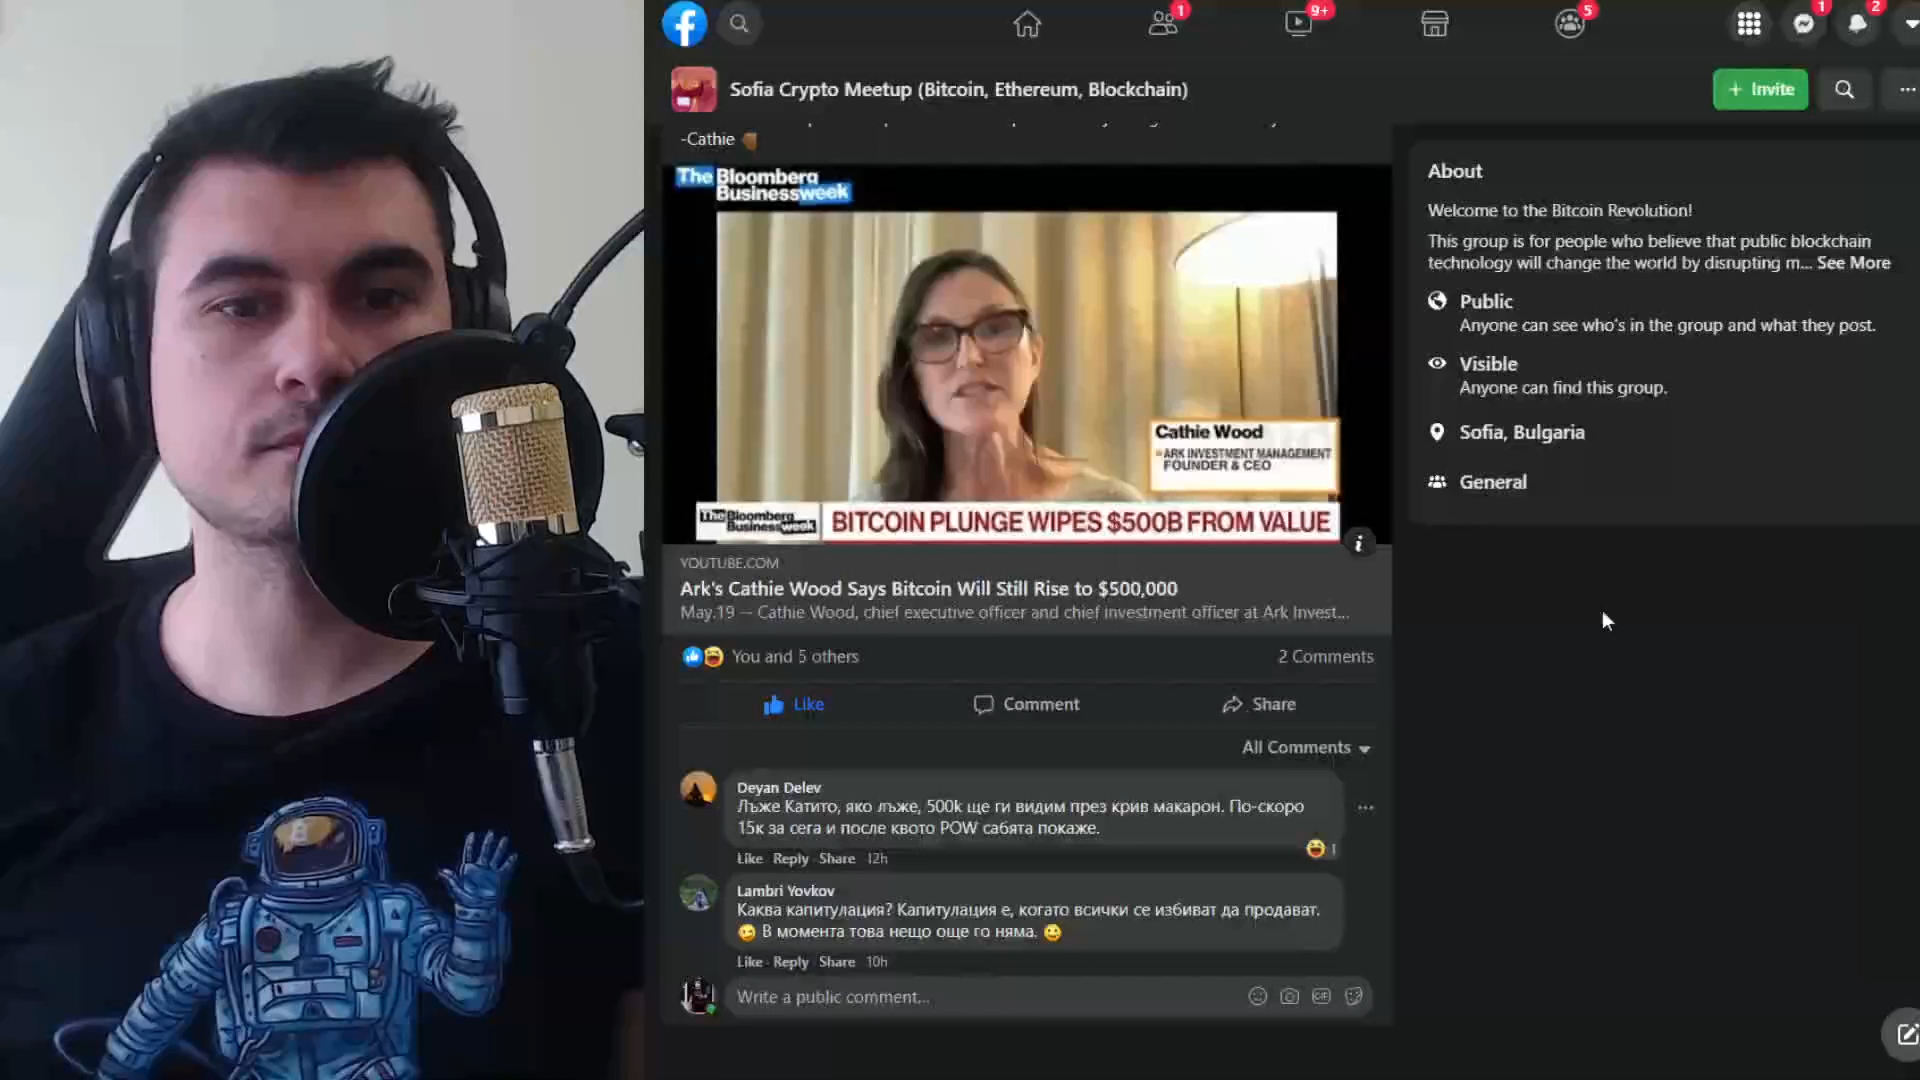 1
9+
5
1
2
Sofia Crypto Meetup (Bitcoin, Ethereum, Blockchain)
+ Invite
-Cathie
The Bloomberg
Businessweek
Cathie Wood
ARK INVESTMENT MANAGEMENT
FOUNDER & CEO
The Bloomberg
Businessweek
BITCOIN PLUNGE WIPES $500B FROM VALUE
YOUTUBE.COM
Ark's Cathie Wood Says Bitcoin Will Still Rise to $500,000
May.19 -- Cathie Wood, chief executive officer and chief investment officer at Ark Invest...
You and 5 others
2 Comments
Like
Comment
Share
All Comments
Deyan Delev
Лъже Катито, яко лъже, 500k ще ги видим през крив макарон. По-скоро
15к за сега и после квото POW сабята покаже.
1
Like Reply Share 12h
Lambri Yovkov
Каква капитулация? Капитулация е, когато всички се избиват да продават.
В момента това нещо още го няма.
Like Reply Share 10h
Write a public comment...
GIF
About
Welcome to the Bitcoin Revolution!
This group is for people who believe that public blockchain
technology will change the world by disrupting m... See More
Public
Anyone can see who's in the group and what they post.
Visible
Anyone can find this group.
Sofia, Bulgaria
General